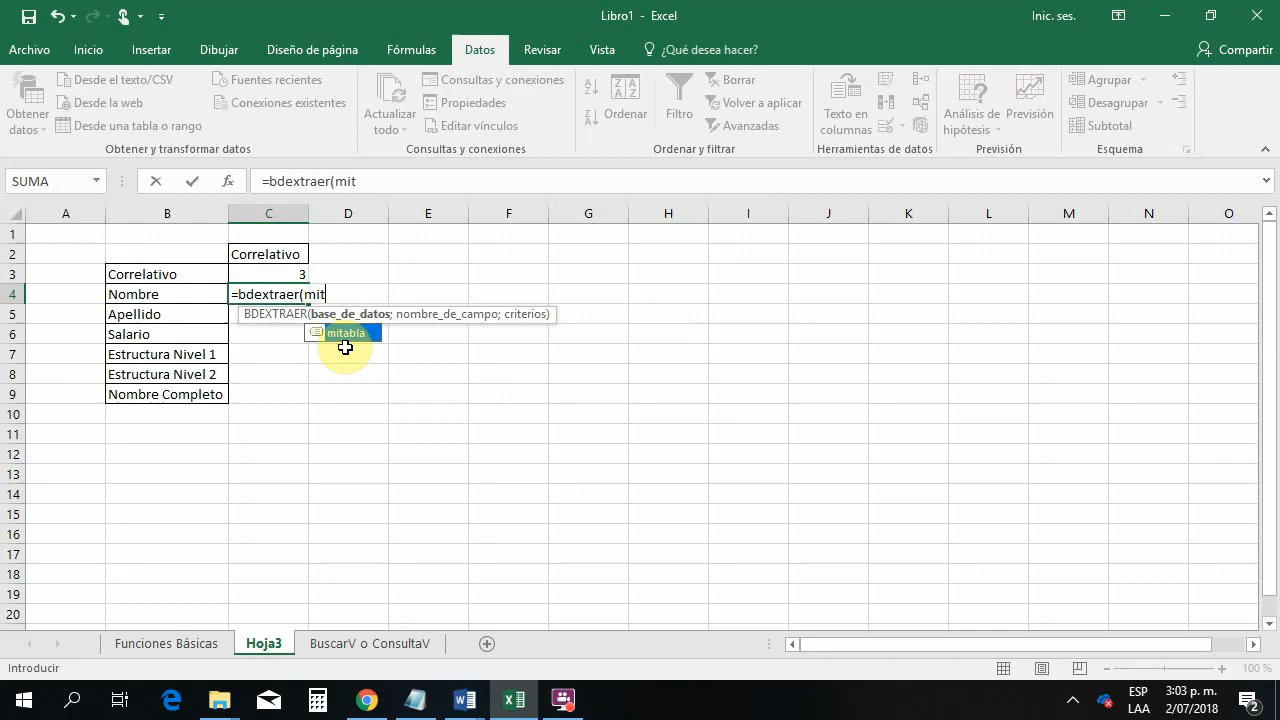 Libro1 - Excel
Inic. ses.
Archivo Inicio Insertar Dibujar Diseño de página Fórmulas Datos Revisar Vista ¿Qué desea hacer? Compartir
Desde el texto/CSV Fuentes recientes Consultas y conexiones Borrar Agrupar
Obtener datos Desde la web Conexiones existentes Actualizar todo Propiedades Ordenar Filtro Volver a aplicar Texto en columnas Análisis de hipótesis Previsión Desagrupar
Desde una tabla o rango Editar vínculos Avanzadas Subtotal
Obtener y transformar datos Consultas y conexiones Ordenar y filtrar Herramientas de datos Previsión Esquema
SUMA fx =bdextraer(mit
A B C D E F G H I J K L M N O
1
2 Correlativo
3 Correlativo 3
4 Nombre =bdextraer(mit
5 Apellido BDEXTRAER(base_de_datos; nombre_de_campo; criterios)
6 Salario mitabla
7 Estructura Nivel 1
8 Estructura Nivel 2
9 Nombre Completo
10
11
12
13
14
15
16
17
18
19
20
Funciones Básicas Hoja3 BuscarV o ConsultaV
Introducir 100 %
ESP 3:03 p. m.
LAA 2/07/2018 2